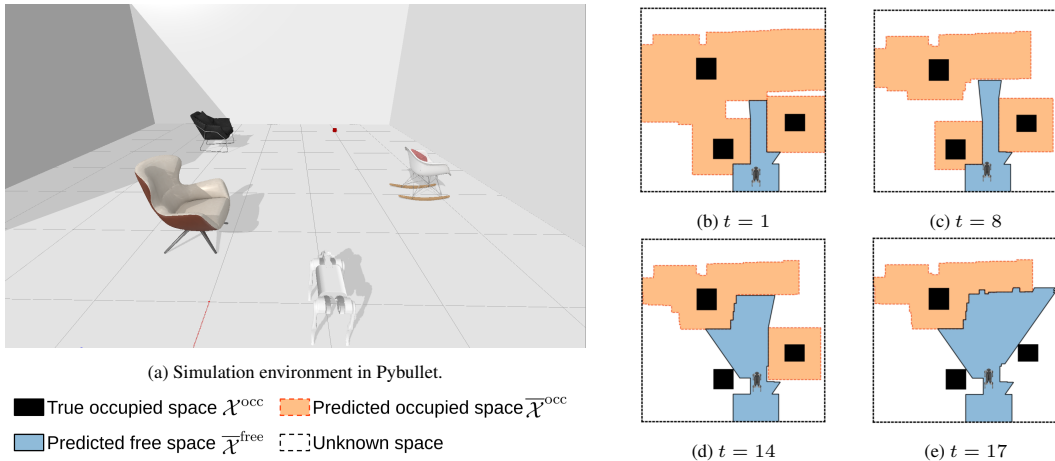 (a) Simulation environment in Pybullet.
True occupied space 𝒳^occ
Predicted occupied space 𝒳̅^occ
Predicted free space 𝒳̅^free
Unknown space
(b) t = 1
(c) t = 8
(d) t = 14
(e) t = 17